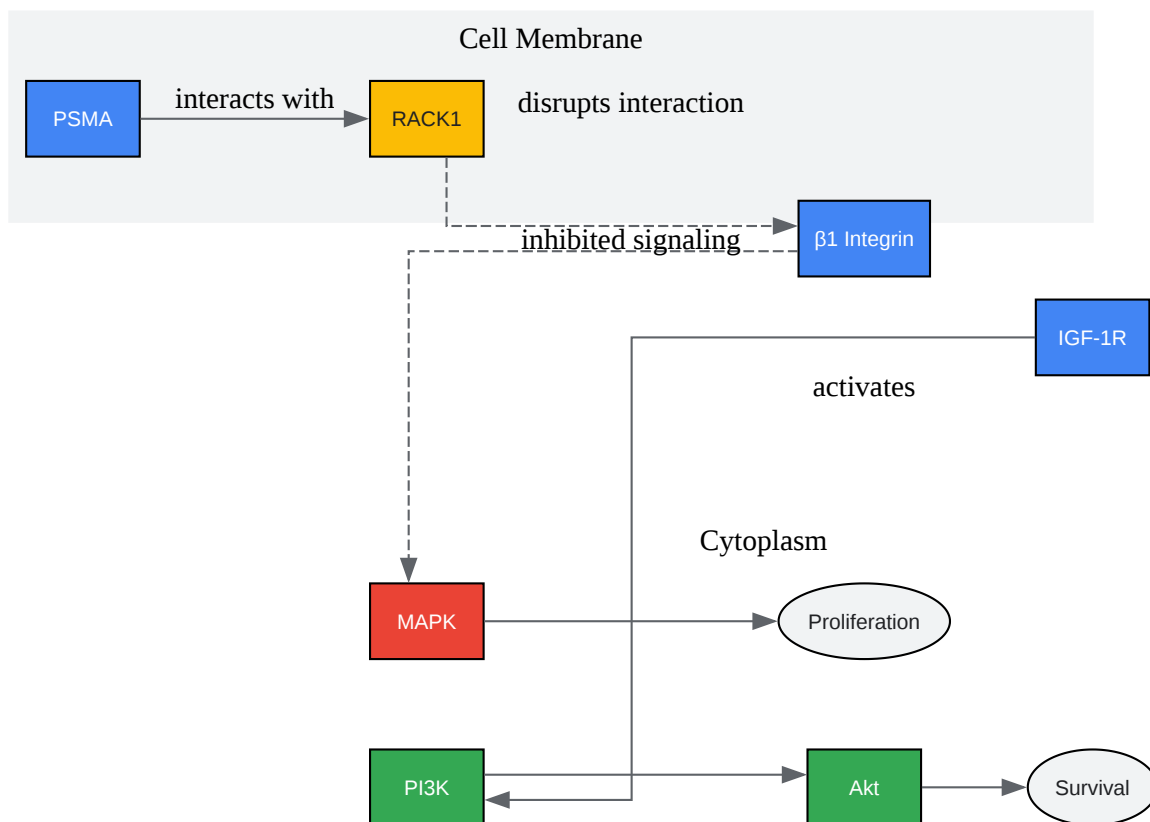 Cell Membrane
PSMA
interacts with
RACK1
disrupts interaction
inhibited signaling
β1 Integrin
IGF-1R
activates
Cytoplasm
MAPK
Proliferation
PI3K
Akt
Survival